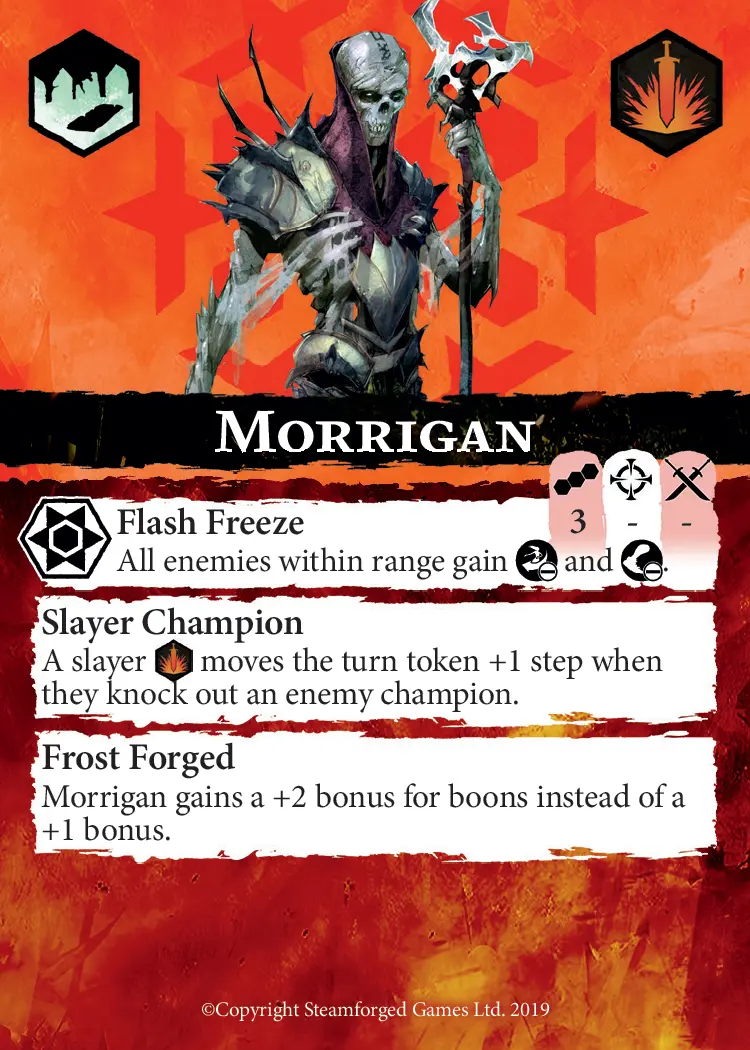 MORRIGAN
3 - -
Flash Freeze
All enemies within range gain and .
Slayer Champion
A slayer moves the turn token +1 step when
they knock out an enemy champion.
Frost Forged
Morrigan gains a +2 bonus for boons instead of a
+1 bonus.
©Copyright Steamforged Games Ltd. 2019